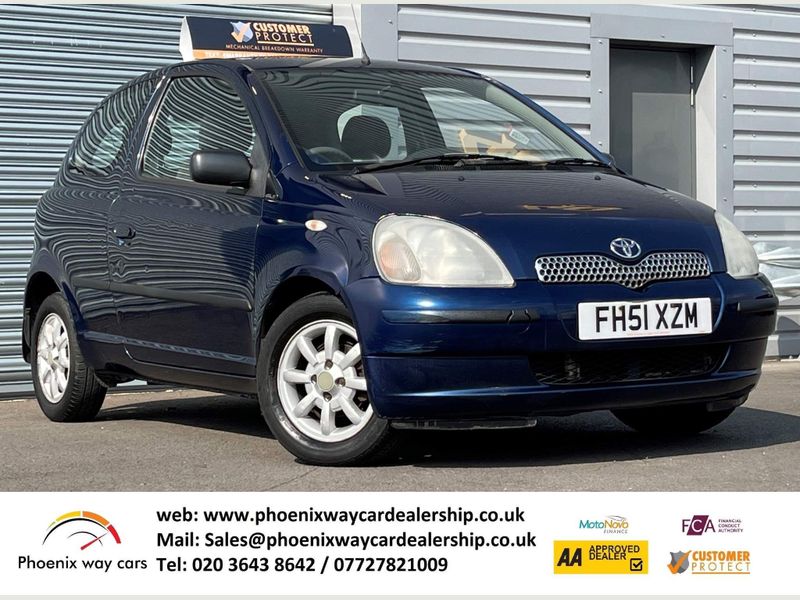 CUSTOMER
PROTECT
MECHANICAL BREAKDOWN WARRANTY
FH51 XZM
web: www.phoenixwaycardealership.co.uk
Mail: Sales@phoenixwaycardealership.co.uk
Tel: 020 3643 8642 / 07727821009
Phoenix way cars
MotoNovo
FINANCE
FCA
FINANCIAL
CONDUCT
AUTHORITY
AA
APPROVED
DEALER
CUSTOMER
PROTECT